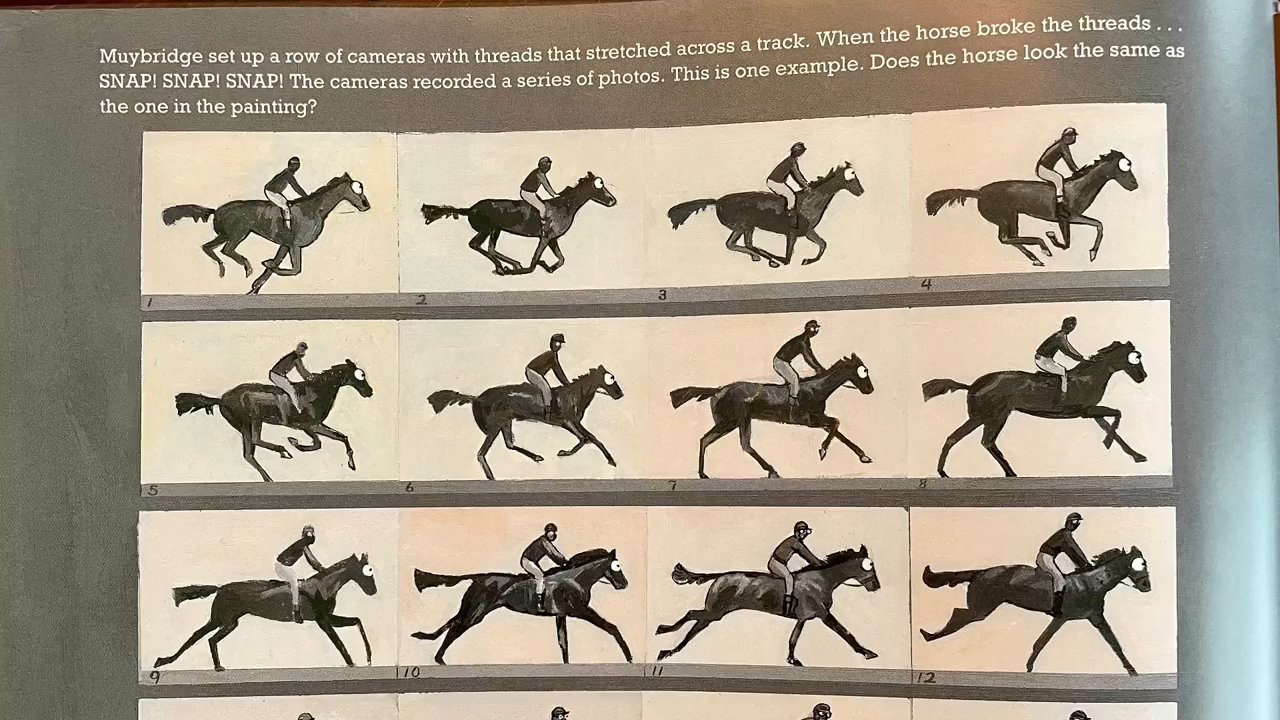 Muybridge set up a row of cameras with threads that stretched across a track. When the horse broke the threads . . .
SNAP! SNAP! SNAP! The cameras recorded a series of photos. This is one example. Does the horse look the same as
the one in the painting?
1 2 3 4
5 6 7 8
9 10 11 12